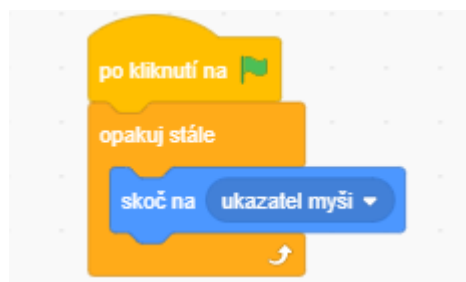 po kliknutí na
opakuj stále
skoč na ukazatel myši